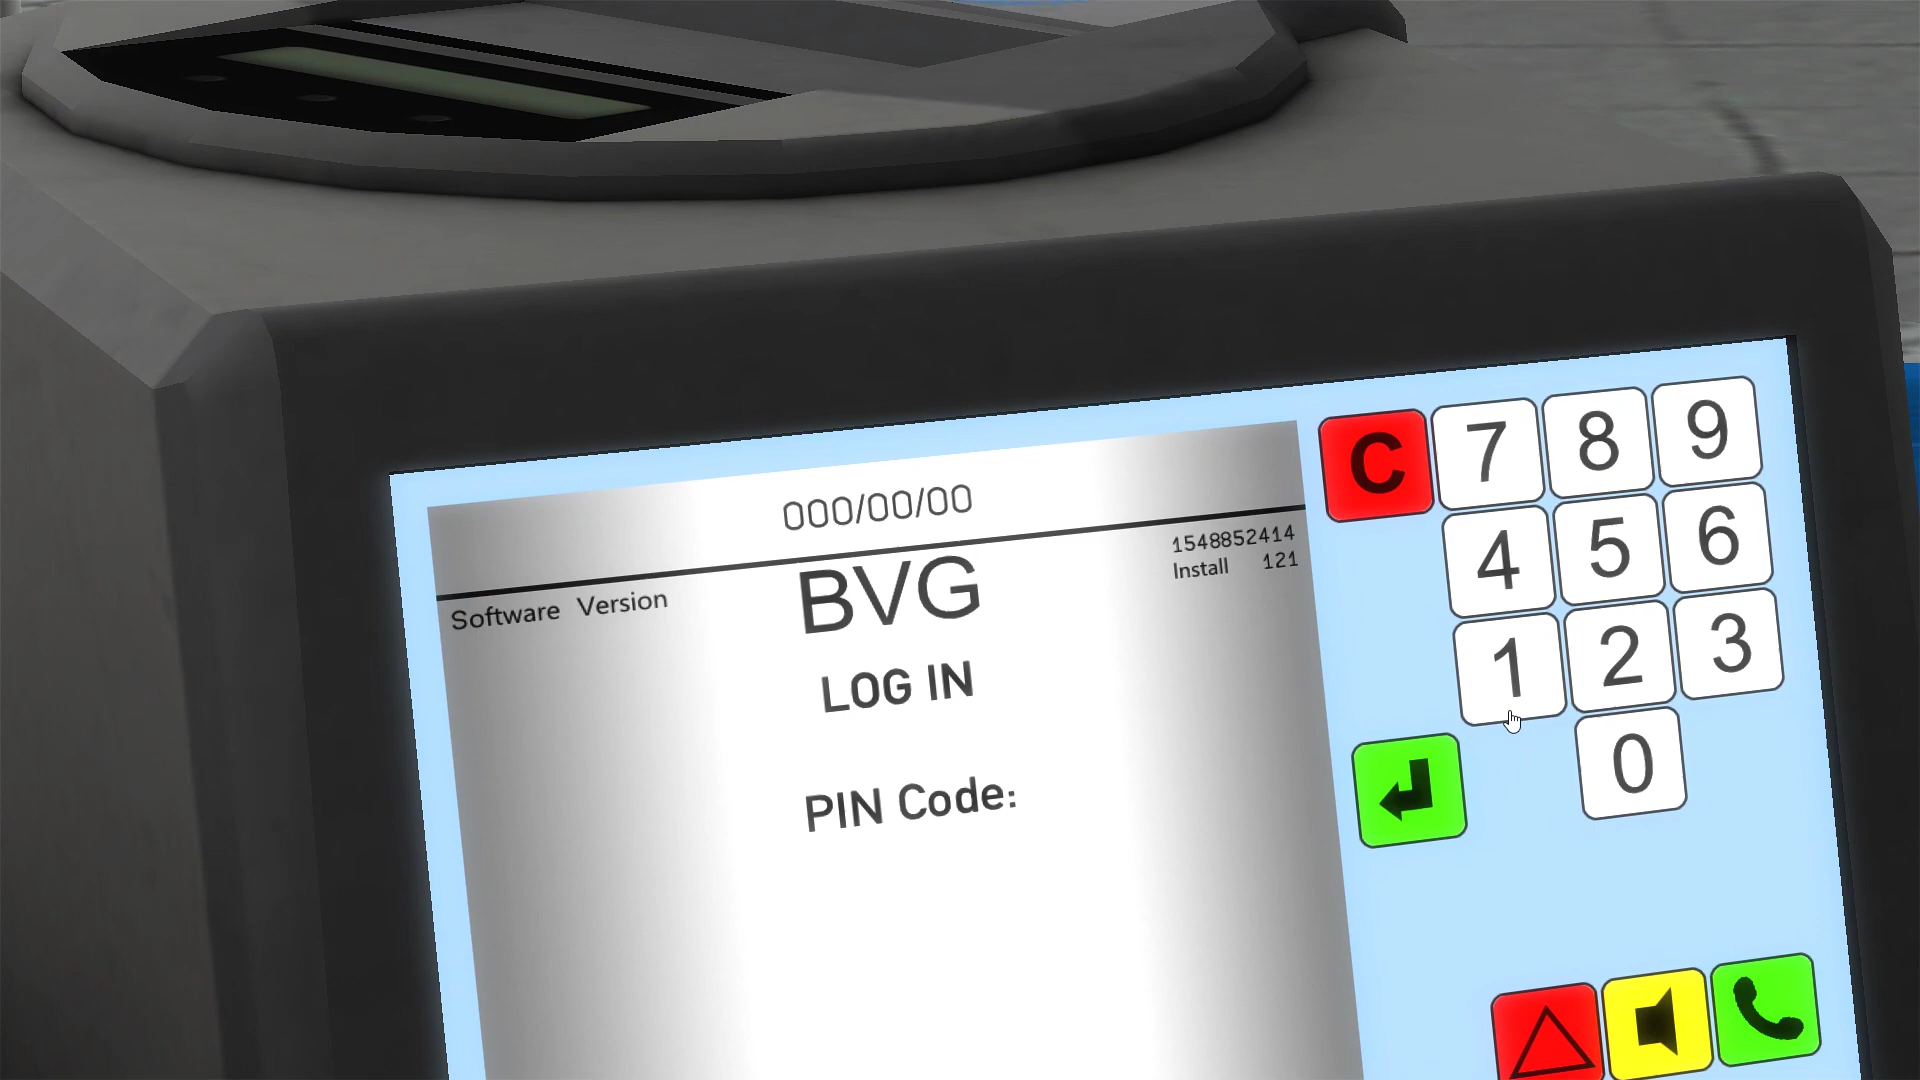 000/00/00
1548852414
Install 121
Software Version
BVG
LOG IN
PIN Code:
C 7 8 9
4 5 6
1 2 3
0